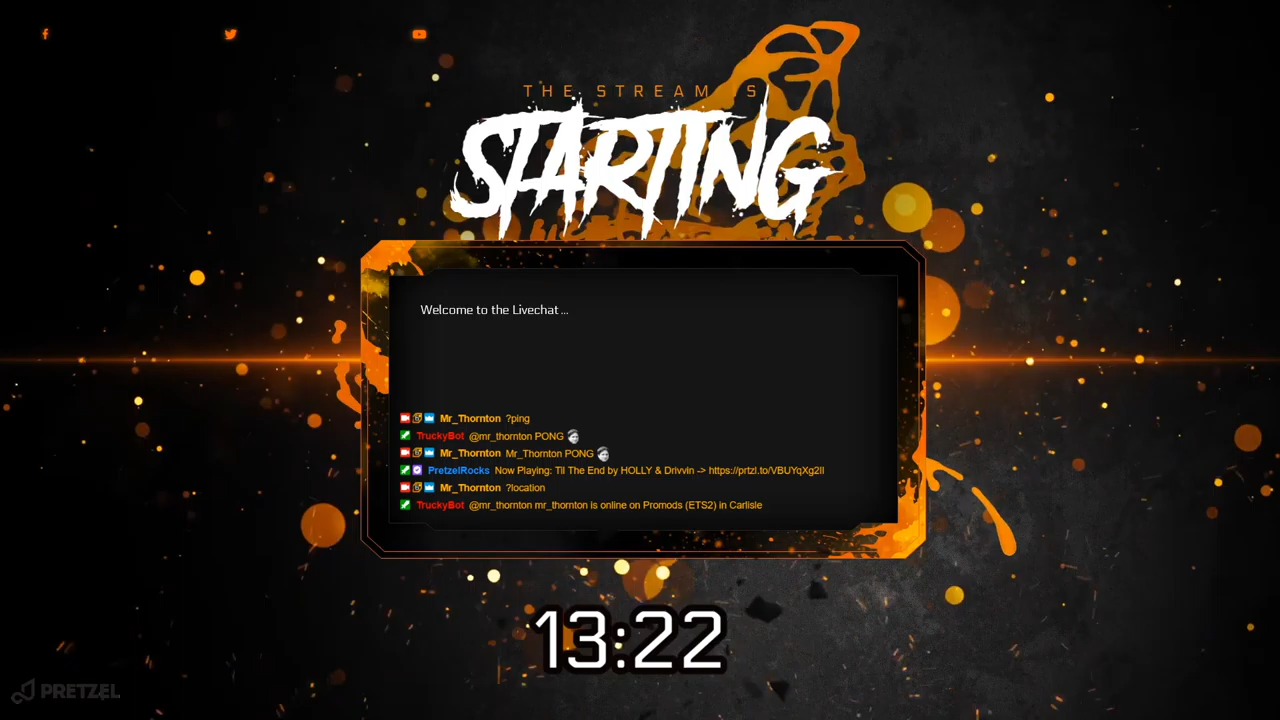 THE STREAM IS
STARTING
Welcome to the Livechat ...
Mr_Thornton ?ping
TruckyBot @mr_thornton PONG
Mr_Thornton Mr_Thornton PONG
PretzelRocks Now Playing: Til The End by HOLLY & Drivvin -> https://prtzl.to/VBUYqXg2ll
Mr_Thornton ?location
TruckyBot @mr_thornton mr_thornton is online on Promods (ETS2) in Carlisle
13:22
PRETZEL